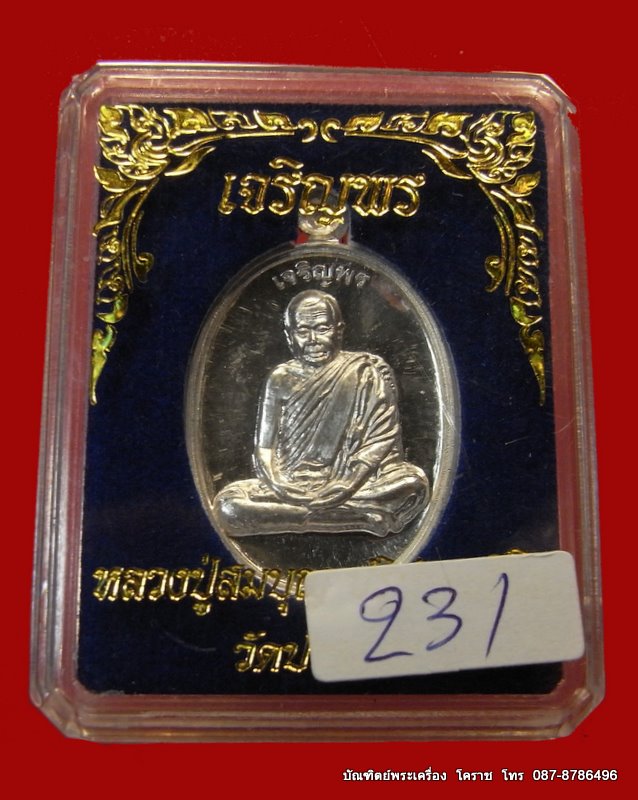 เจริญพร
เจริญพร
หลวงปู่สมบุญ
231
บัณฑิตย์พระเครื่อง โคราช โทร 087-8786496